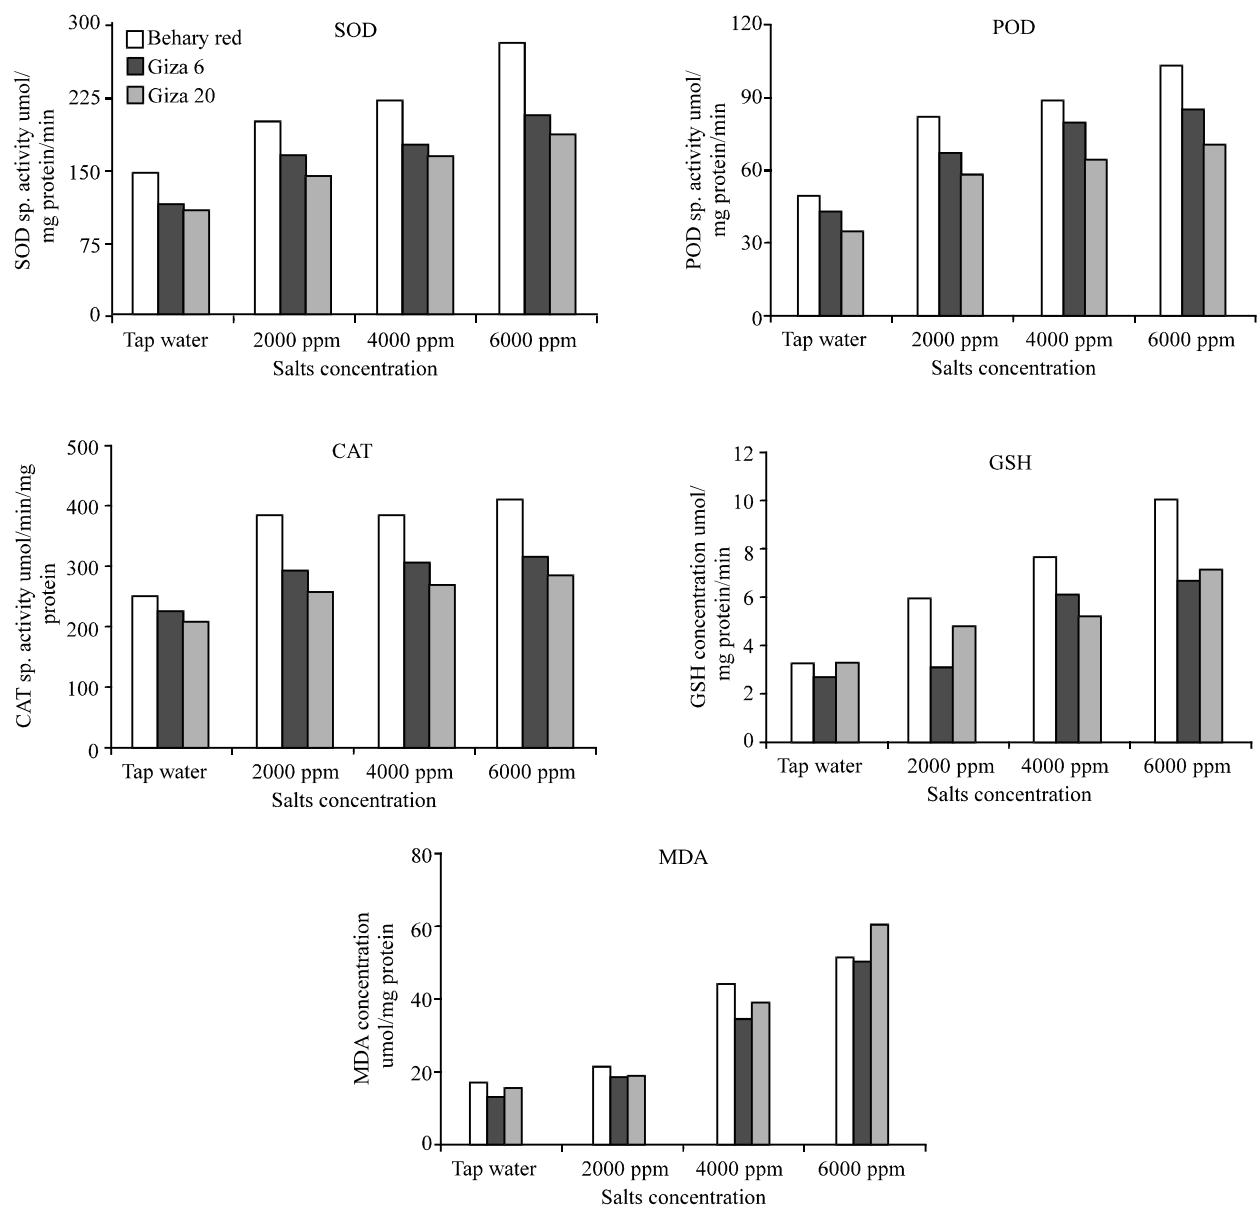 SOD
SOD sp. activity umol/
mg protein/min
300
225
150
75
0
Behary red
Giza 6
Giza 20
Tap water 2000 ppm 4000 ppm 6000 ppm
Salts concentration
POD
POD sp. activity umol/
mg protein/min
120
90
60
30
0
Tap water 2000 ppm 4000 ppm 6000 ppm
Salts concentration
CAT
CAT sp. activity umol/min/mg
protein
500
400
300
200
100
0
Tap water 2000 ppm 4000 ppm 6000 ppm
Salts concentration
GSH
GSH concentration umol/
mg protein/min
12
10
8
6
4
2
0
Tap water 2000 ppm 4000 ppm 6000 ppm
Salts concentration
MDA
MDA concentration
umol/mg protein
80
60
40
20
0
Tap water 2000 ppm 4000 ppm 6000 ppm
Salts concentration